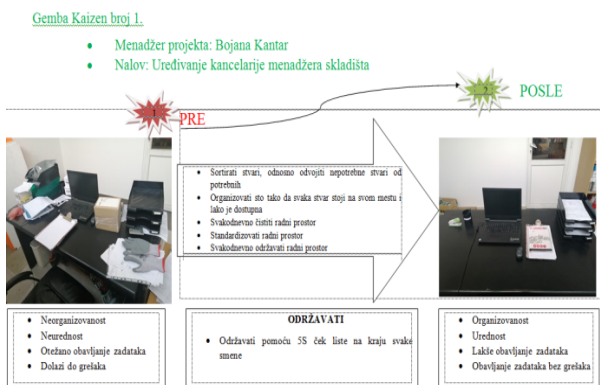 Gemba Kaizen broj 1.
• Menadžer projekta: Bojana Kantar
• Nalov: Uređivanje kancelarije menadžera skladišta
2
POSLE
1
PRE
• Sortirati stvari, odnosno odvojiti nepotrebne stvari od
potrebnih
• Organizovati sto tako da svaka stvar stoji na svom mestu i
lako je dostupna
• Svakodnevno čistiti radni prostor
• Standardizovati radni prostor
• Svakodnevno održavati radni prostor
• Neorganizovanost
• Neurednost
• Otežano obavljanje zadataka
• Dolazi do grešaka
ODRŽAVATI
• Održavati pomoću 5S ček liste na kraju svake
smene
• Organizovanost
• Urednost
• Lakše obavljanje zadataka
• Obavljanje zadataka bez grešaka